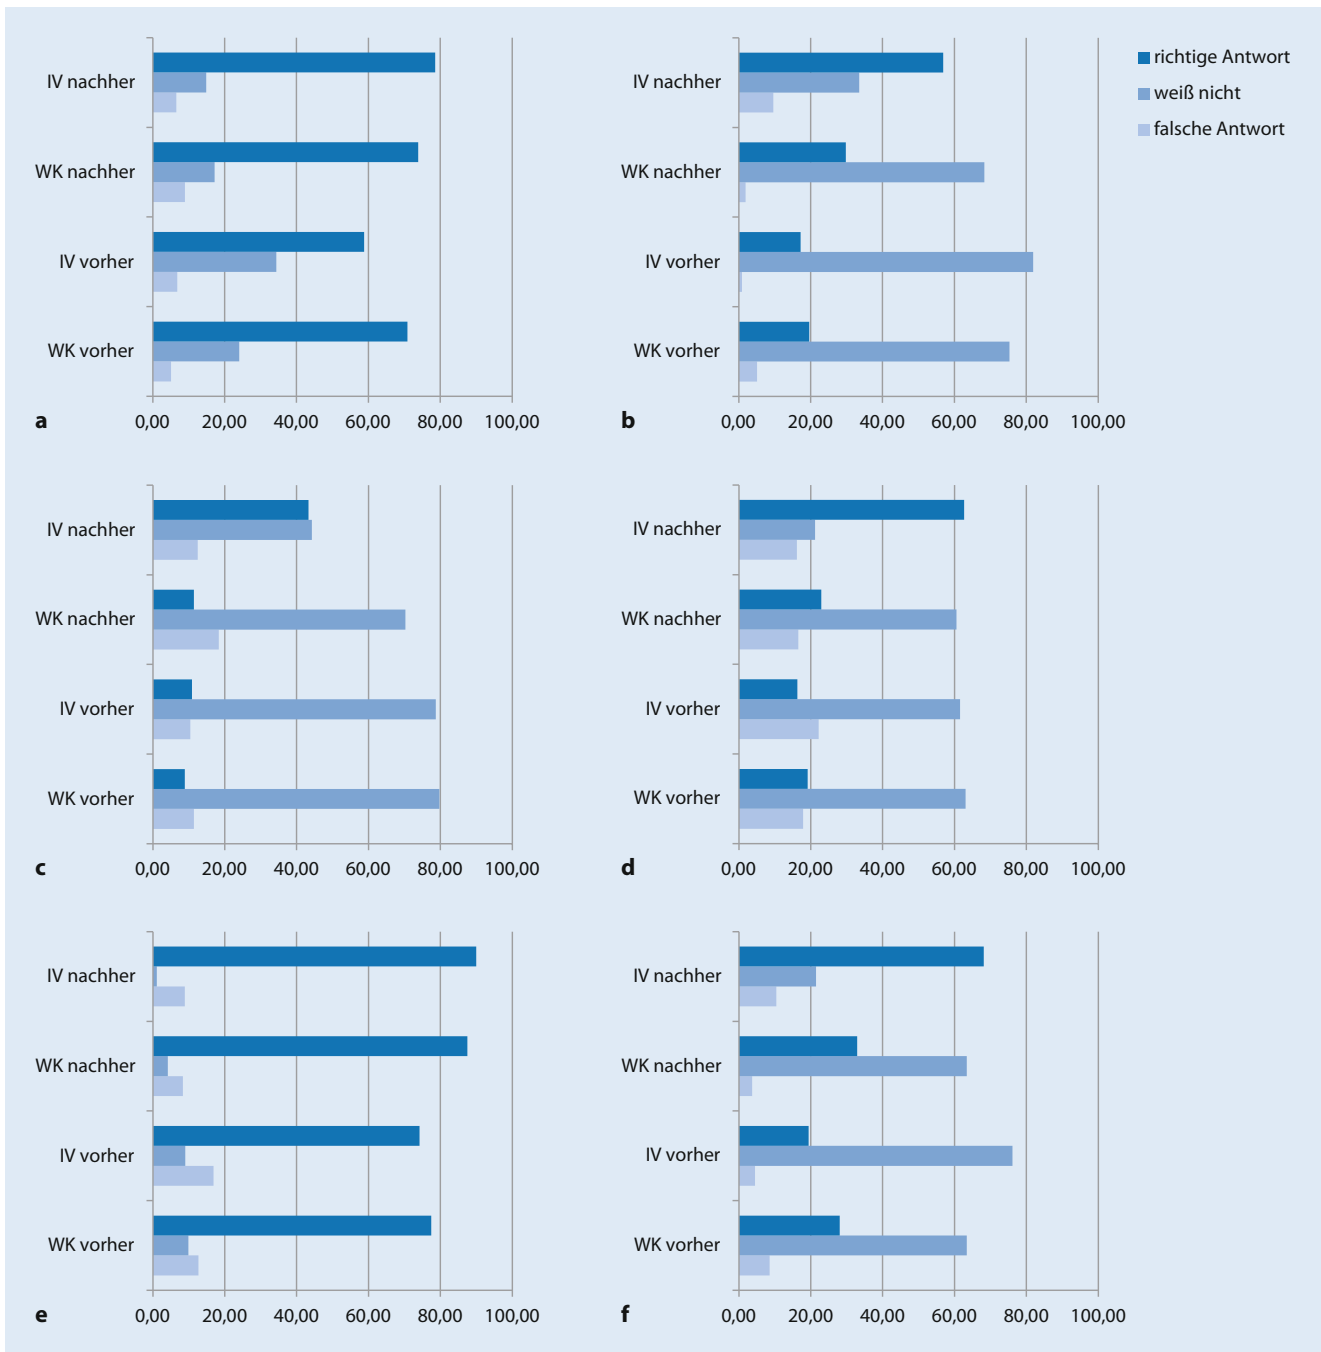 richtige Antwort
weiß nicht
falsche Antwort
IV nachher
WK nachher
IV vorher
WK vorher
0,00 20,00 40,00 60,00 80,00 100,00
a
IV nachher
WK nachher
IV vorher
WK vorher
0,00 20,00 40,00 60,00 80,00 100,00
b
IV nachher
WK nachher
IV vorher
WK vorher
0,00 20,00 40,00 60,00 80,00 100,00
c
IV nachher
WK nachher
IV vorher
WK vorher
0,00 20,00 40,00 60,00 80,00 100,00
d
IV nachher
WK nachher
IV vorher
WK vorher
0,00 20,00 40,00 60,00 80,00 100,00
e
IV nachher
WK nachher
IV vorher
WK vorher
0,00 20,00 40,00 60,00 80,00 100,00
f